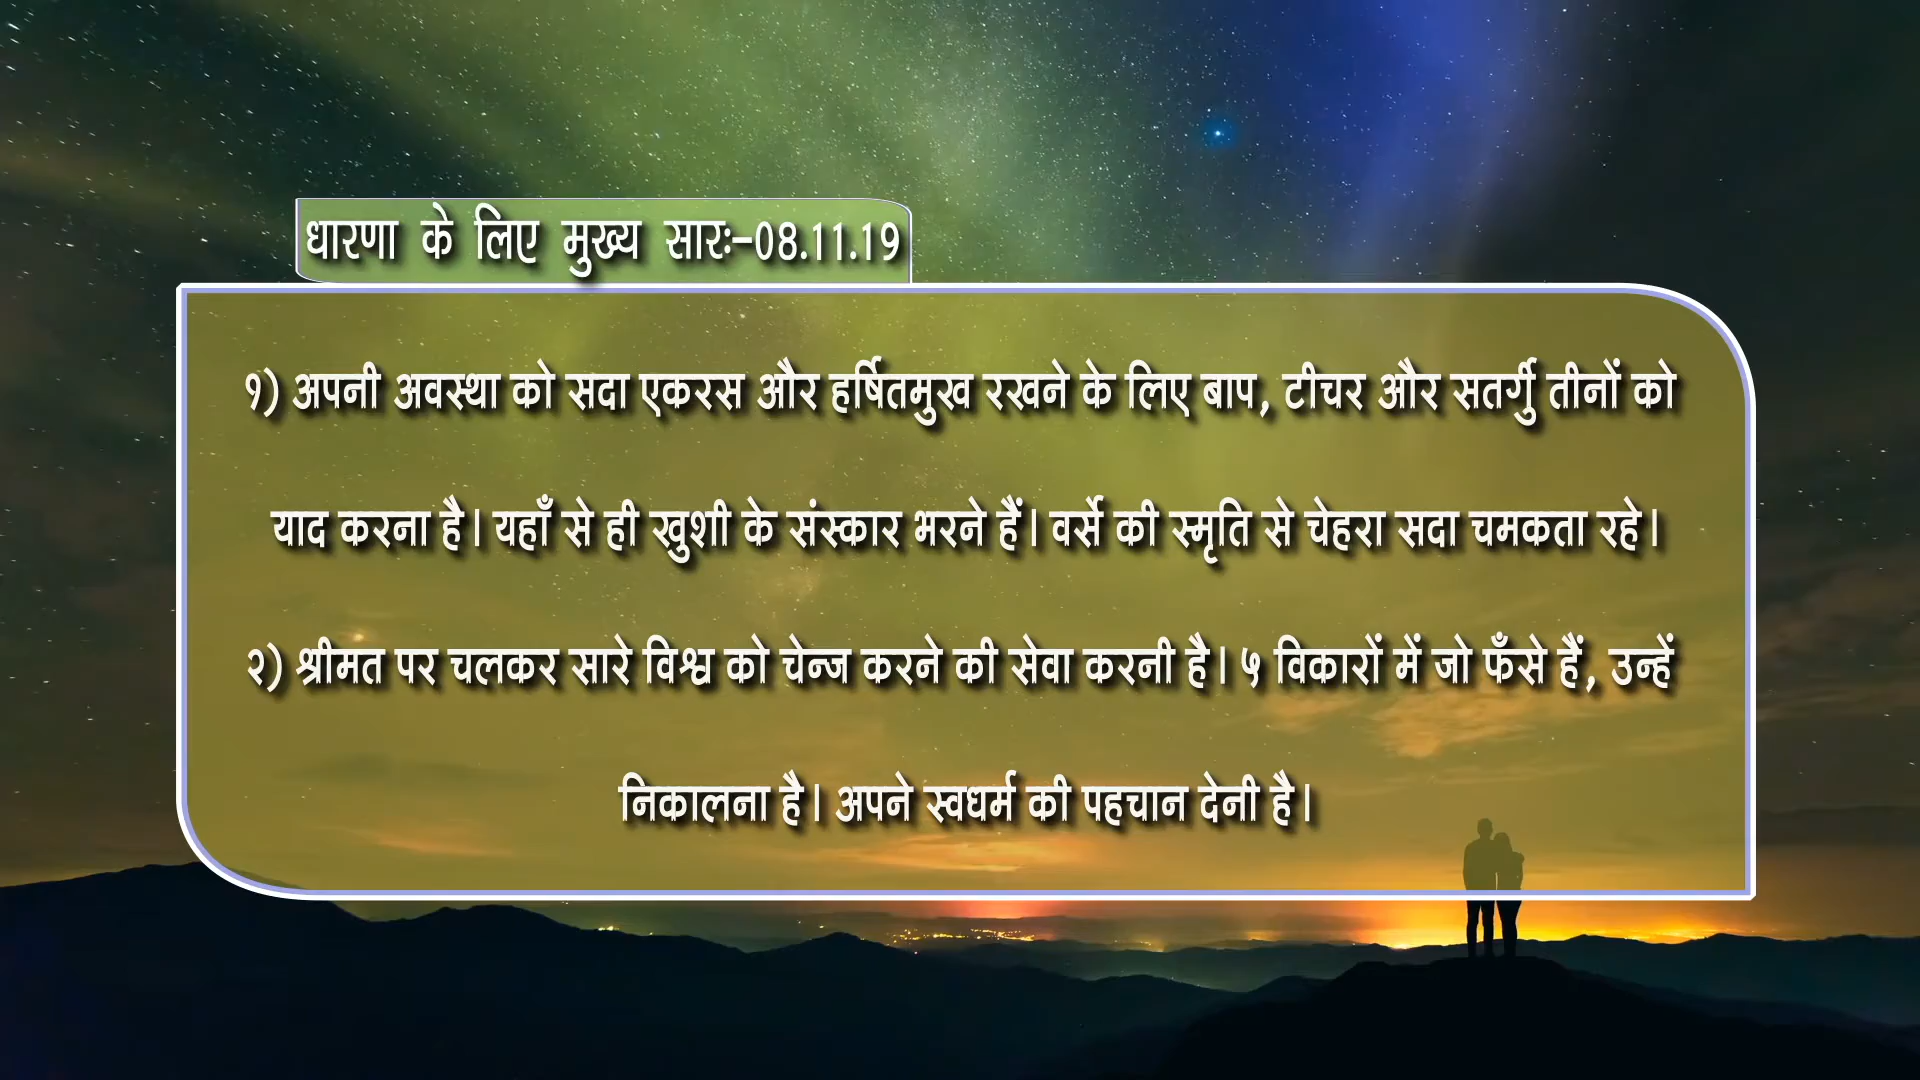 धारणा के लिए मुख्य सारः-08.11.19
१) अपनी अवस्था को सदा एकरस और हर्षितमुख रखने के लिए बाप, टीचर और सतर्गु तीनों को
याद करना है। यहाँ से ही खुशी के संस्कार भरने हैं। वर्से की स्मृति से चेहरा सदा चमकता रहे।
२) श्रीमत पर चलकर सारे विश्व को चेन्ज करने की सेवा करनी है। ५ विकारों में जो फँसे हैं, उन्हें
निकालना है। अपने स्वधर्म की पहचान देनी है।